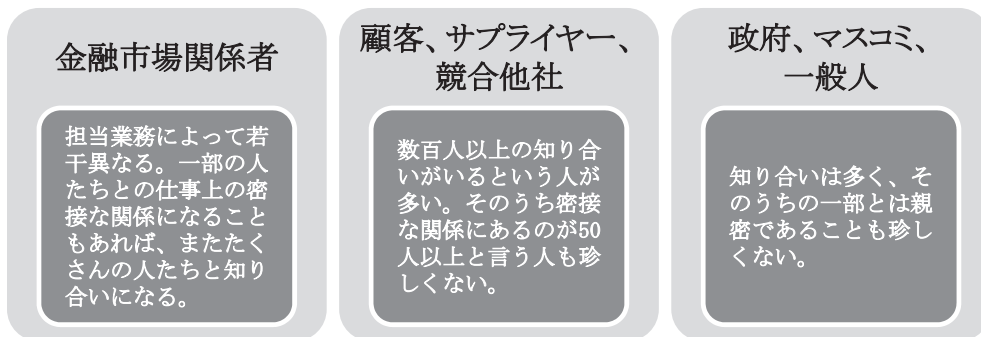 金融市場関係者
担当業務によって若
干異なる。一部の人
たちとの仕事上の密
接な関係になること
もあれば、またたく
さんの人たちと知り
合いになる。
顧客、サプライヤー、
競合他社
数百人以上の知り合
いがいるという人が
多い。そのうち密接
な関係にあるのが50
人以上と言う人も珍
しくない。
政府、マスコミ、
一般人
知り合いは多く、そ
のうちの一部とは親
密であることも珍し
くない。